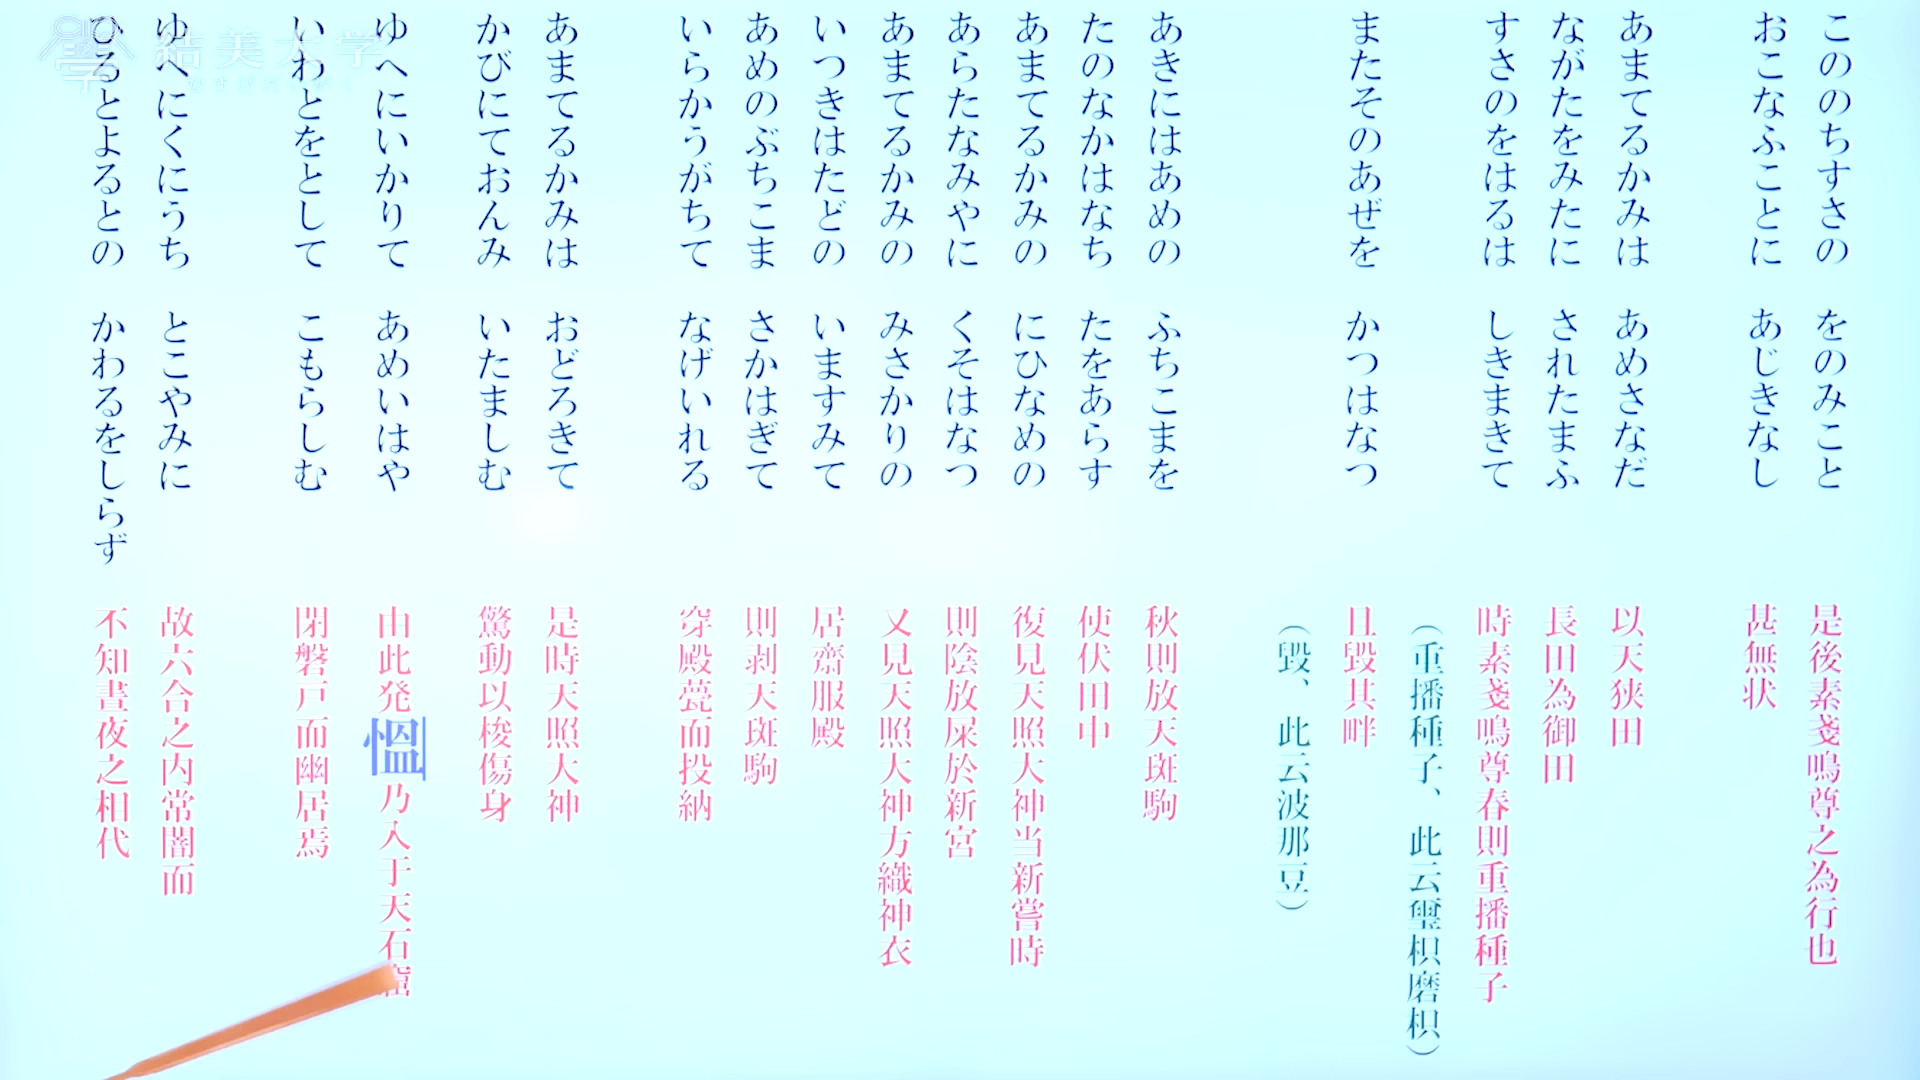 結美大学
こののちすさの　をのみこと　是後素戔鳴尊之為行也
おこなふことに　あじきなし　甚無状
あまてるかみは　あめさなだ　以天狭田
ながたをみたに　されたまふ　長田為御田
すさのをはるは　しきまきて　時素戔鳴尊春則重播種子
（重播種子、此云璽枳磨枳）
またそのあぜを　かつはなつ　且毀其畔
（毀、此云波那豆）
あきにはあめの　ふちこまを　秋則放天斑駒
たのなかはなち　たをあらす　使伏田中
あまてるかみの　にひなめの　復見天照大神当新嘗時
あらたなみやに　くそはなつ　則陰放屎於新宮
あまてるかみの　みさかりの　又見天照大神方織神衣
いつきはたどの　いますみて　居齋服殿
あめのぶちこま　さかはぎて　則剥天斑駒
いらかうがちて　なげいれる　穿殿甍而投納
あまてるかみは　おどろきて　是時天照大神
かびにておんみ　いたましむ　驚動以梭傷身
ゆへにいかりて　あめいはや　由此発慍乃入于天石
いわとをとして　こもらしむ　閉磐戸而幽居焉
ゆへにくにうち　とこやみに　故六合之内常闇而
ひるとよるとの　かわるをしらず　不知晝夜之相代